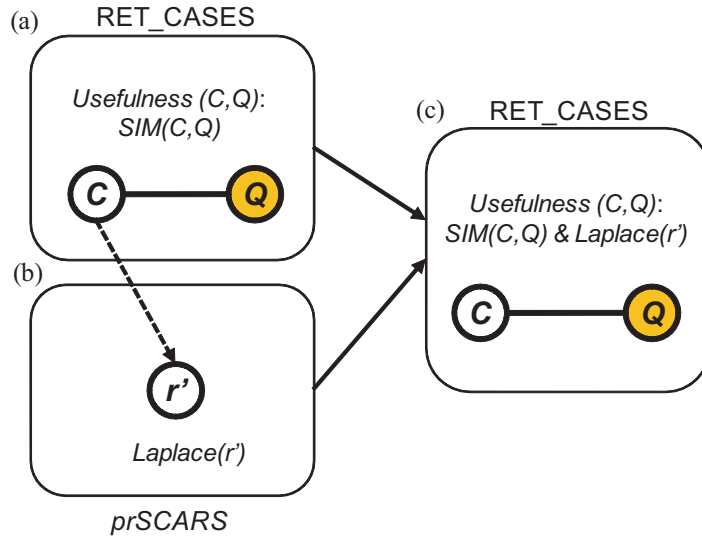 (a)
RET_CASES
Usefulness (C,Q):
SIM(C,Q)
C
Q
(b)
r’
Laplace(r’)
prSCARS
(c)
RET_CASES
Usefulness (C,Q):
SIM(C,Q) & Laplace(r’)
C
Q